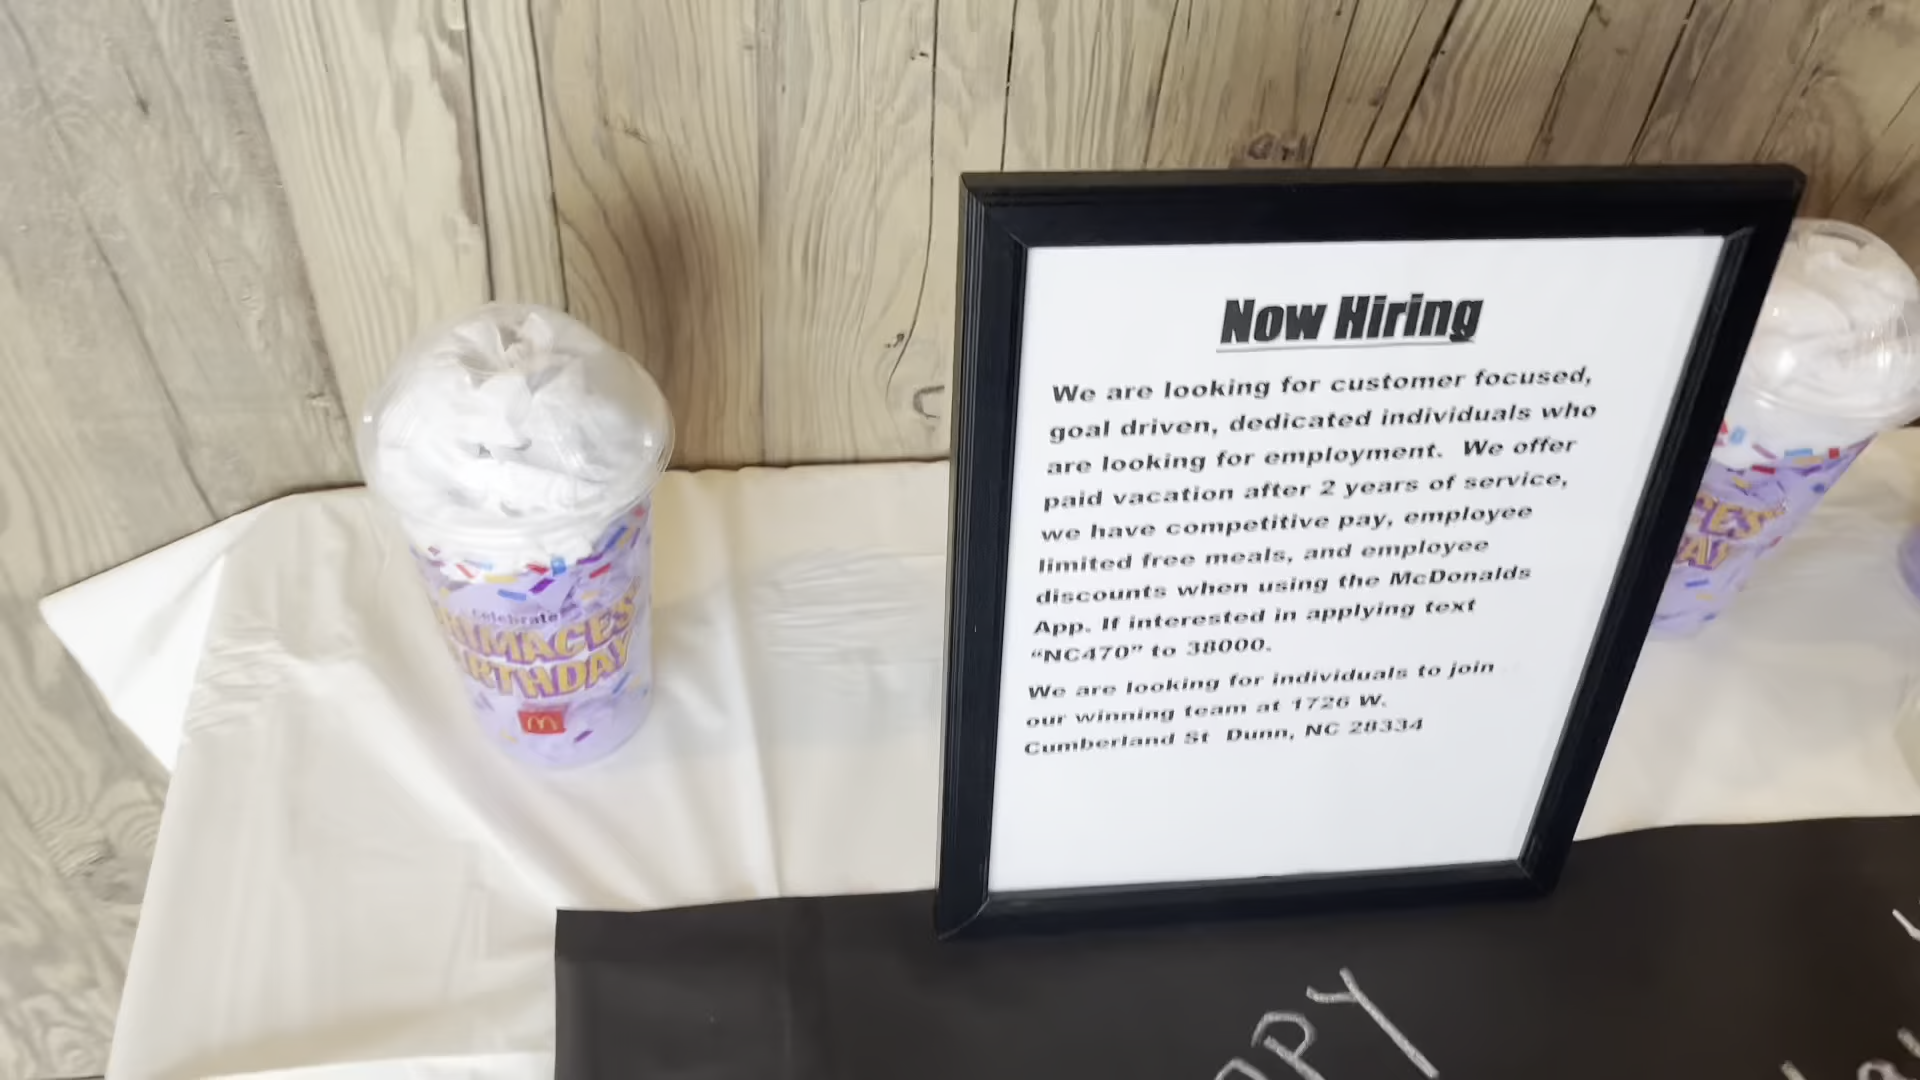 Now Hiring
We are looking for customer focused,
goal driven, dedicated individuals who
are looking for employment. We offer
paid vacation after 2 years of service,
we have competitive pay, employee
limited free meals, and employee
discounts when using the McDonalds
App. If interested in applying text
“NC470” to 38000.
We are looking for individuals to join
our winning team at 1726 W.
Cumberland St Dunn, NC 28334
Celebrate
IMACE'S
RTHDAY
PPY